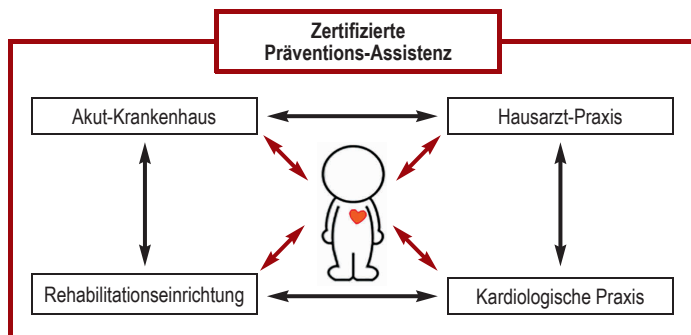 Zertifizierte
Präventions-Assistenz
Akut-Krankenhaus
Hausarzt-Praxis
Rehabilitationseinrichtung
Kardiologische Praxis